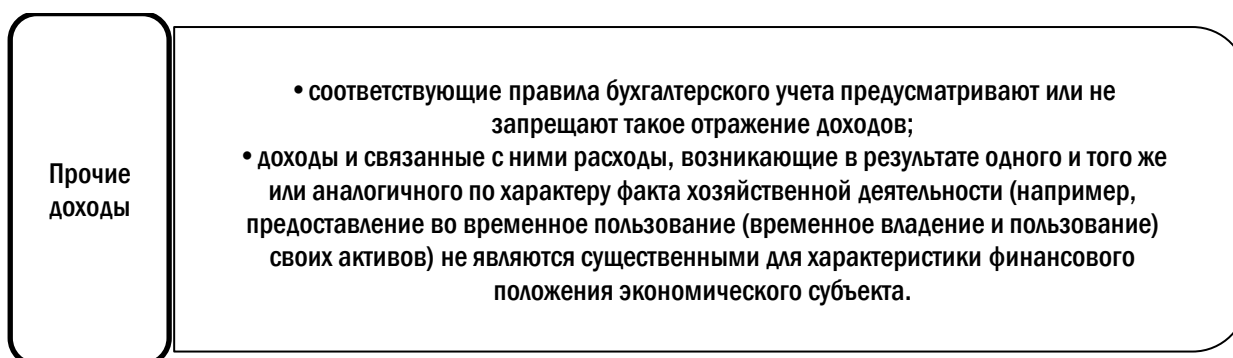 Прочие
доходы
• соответствующие правила бухгалтерского учета предусматривают или не
запрещают такое отражение доходов;
• доходы и связанные с ними расходы, возникающие в результате одного и того же
или аналогичного по характеру факта хозяйственной деятельности (например,
предоставление во временное пользование (временное владение и пользование)
своих активов) не являются существенными для характеристики финансового
положения экономического субъекта.